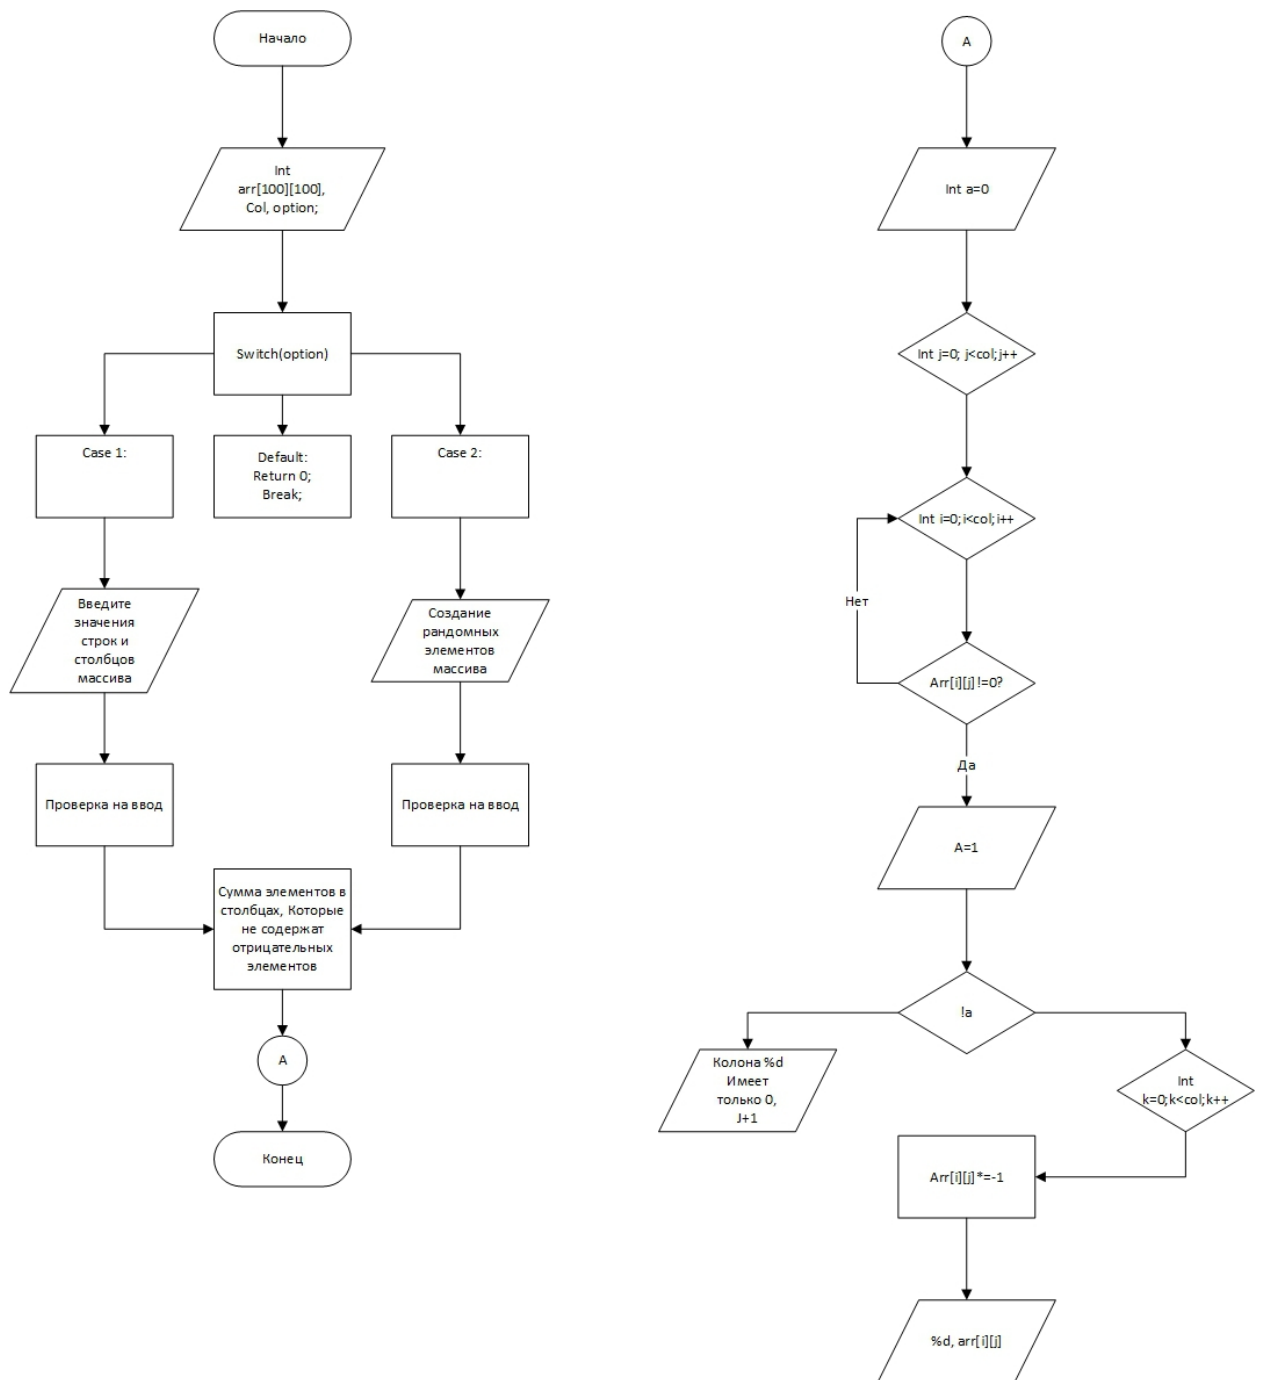 Начало
Int
arr[100][100],
Col, option;
Switch(option)
Case 1:
Default:
Return 0;
Break;
Case 2:
Введите
значения
строк и
столбцов
массива
Создание
рандомных
элементов
массива
Проверка на ввод
Проверка на ввод
Сумма элементов в
столбцах, Которые
не содержат
отрицательных
элементов
А
Конец
А
Int a=0
Int j=0; j<col;j++
Int i=0;i<col;i++
Нет
Arr[i][j]!=0?
Да
A=1
!a
Колона %d
Имеет
только 0,
J+1
Int
k=0;k<col;k++
Arr[i][j]*=-1
%d, arr[i][j]